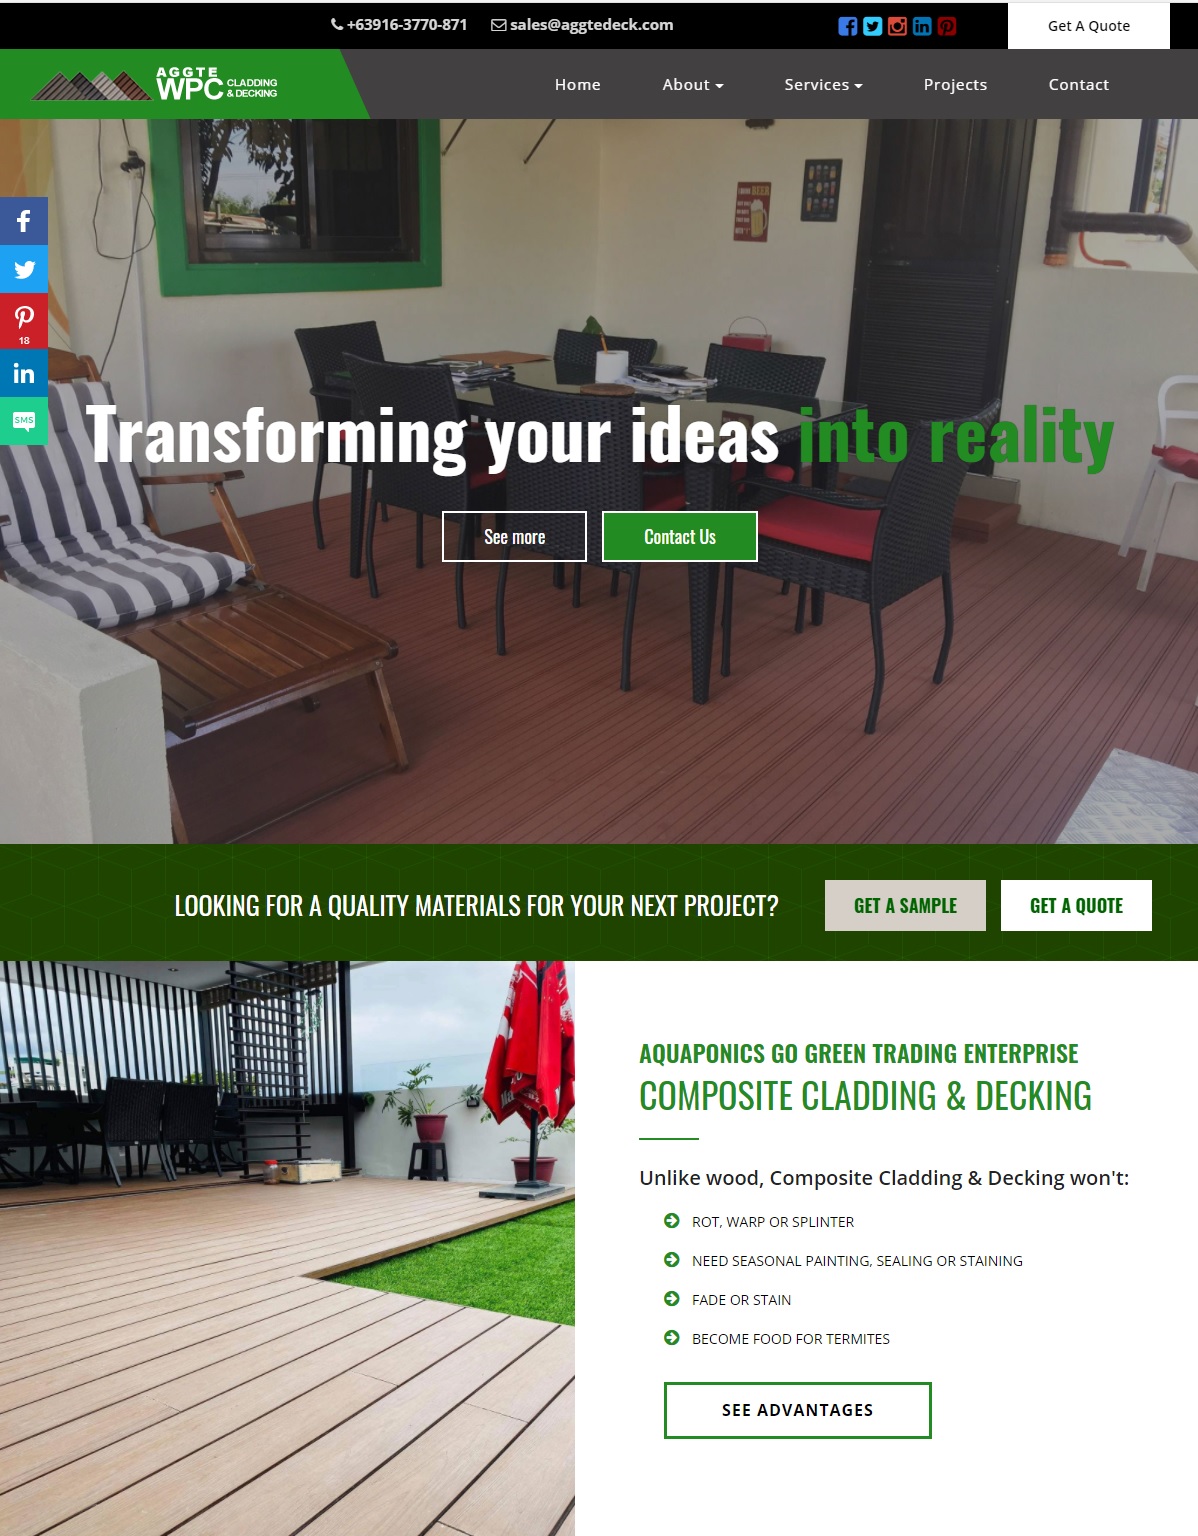 +63916-3770-871 sales@aggtedeck.com Get A Quote
AGGTE
WPC CLADDING
& DECKING
Home About Services Projects Contact
18
SMS
Transforming your ideas into reality
See more Contact Us
LOOKING FOR A QUALITY MATERIALS FOR YOUR NEXT PROJECT? GET A SAMPLE GET A QUOTE
AQUAPONICS GO GREEN TRADING ENTERPRISE
COMPOSITE CLADDING & DECKING
Unlike wood, Composite Cladding & Decking won't:
ROT, WARP OR SPLINTER
NEED SEASONAL PAINTING, SEALING OR STAINING
FADE OR STAIN
BECOME FOOD FOR TERMITES
SEE ADVANTAGES